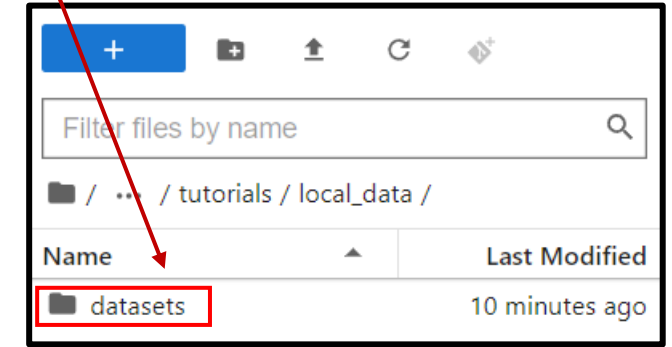 Filter files by name
/ ... / tutorials / local_data /
Name Last Modified
datasets 10 minutes ago